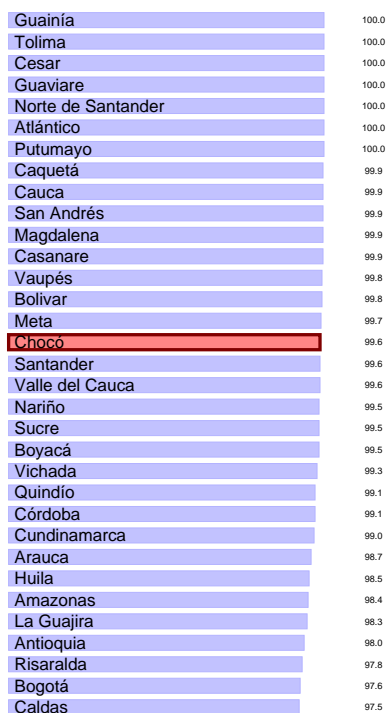 Guainía 100.0
Tolima 100.0
Cesar 100.0
Guaviare 100.0
Norte de Santander 100.0
Atlántico 100.0
Putumayo 100.0
Caquetá 99.9
Cauca 99.9
San Andrés 99.9
Magdalena 99.9
Casanare 99.9
Vaupés 99.8
Bolivar 99.8
Meta 99.7
Chocó 99.6
Santander 99.6
Valle del Cauca 99.6
Nariño 99.5
Sucre 99.5
Boyacá 99.5
Vichada 99.3
Quindío 99.1
Córdoba 99.1
Cundinamarca 99.0
Arauca 98.7
Huila 98.5
Amazonas 98.4
La Guajira 98.3
Antioquia 98.0
Risaralda 97.8
Bogotá 97.6
Caldas 97.5